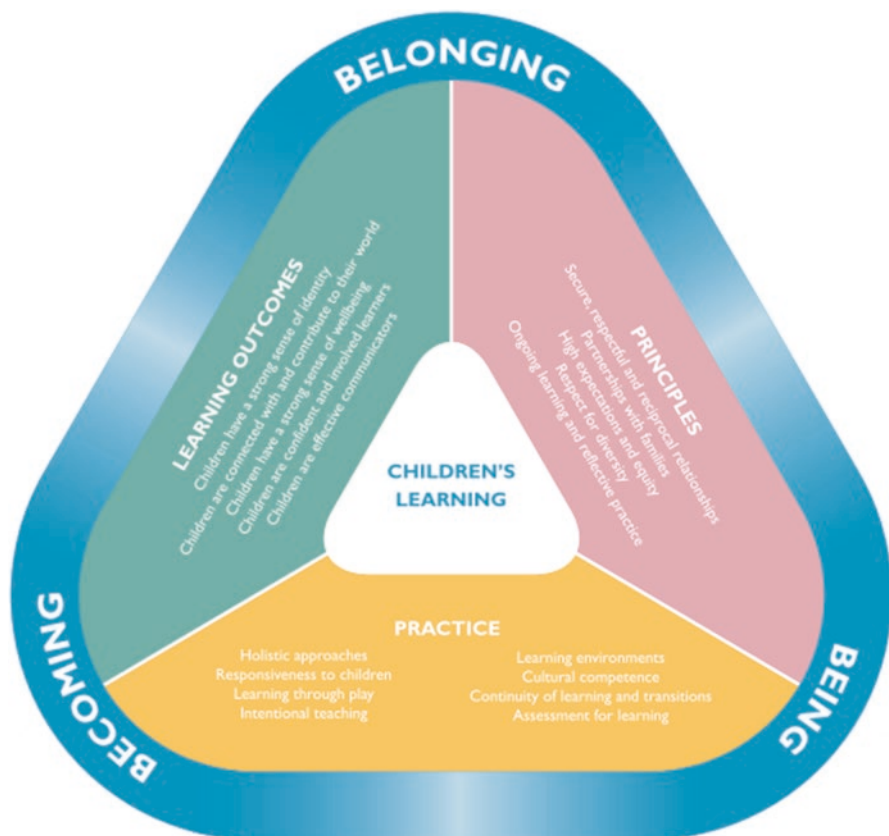 BELONGING
LEARNING OUTCOMES
Children have a strong sense of identity
Children are connected with and contribute to their world
Children have a strong sense of wellbeing
Children are confident and involved learners
Children are effective communicators
PRINCIPLES
Secure, respectful and reciprocal relationships
Partnerships with families
High expectations and equity
Respect for diversity
Ongoing learning and reflective practice
CHILDREN'S
LEARNING
PRACTICE
Holistic approaches
Responsiveness to children
Learning through play
Intentional teaching
Learning environments
Cultural competence
Continuity of learning and transitions
Assessment for learning
BECOMING
BEING